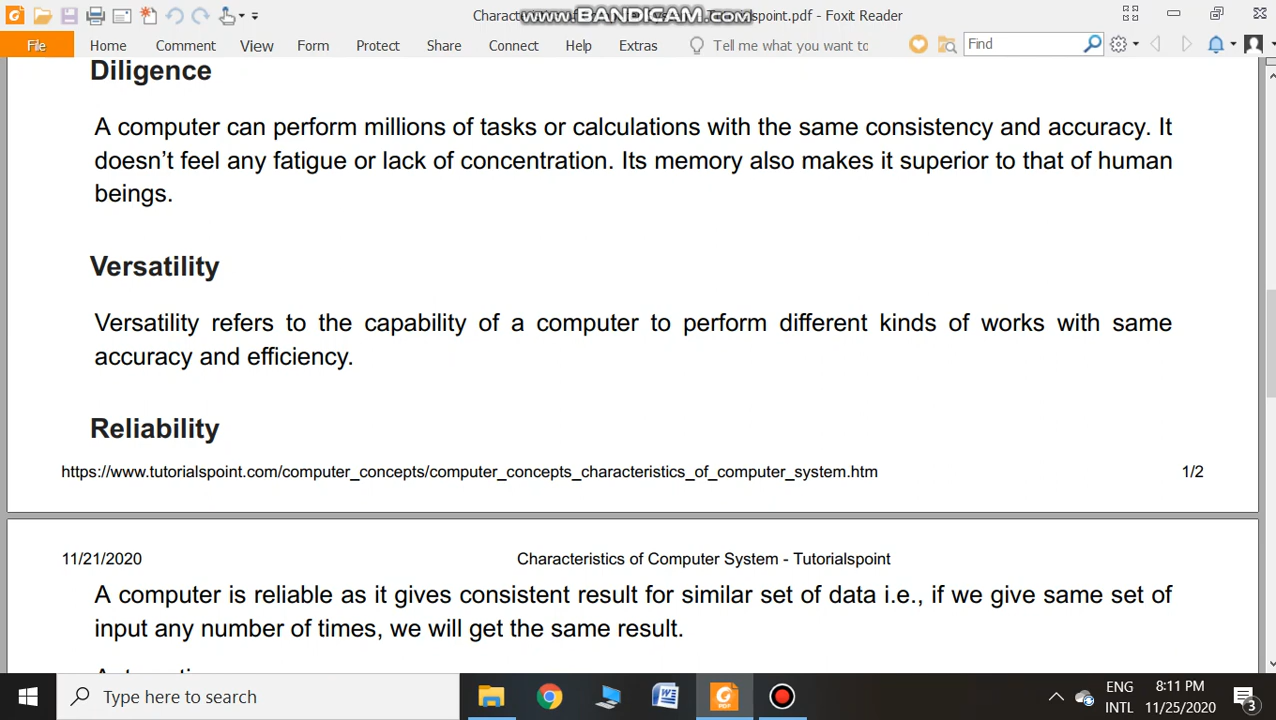 Charact
www.BANDICAM.com
spoint.pdf - Foxit Reader
File Home Comment View Form Protect Share Connect Help Extras Tell me what you want to Find
Diligence
A computer can perform millions of tasks or calculations with the same consistency and accuracy. It
doesn’t feel any fatigue or lack of concentration. Its memory also makes it superior to that of human
beings.
Versatility
Versatility refers to the capability of a computer to perform different kinds of works with same
accuracy and efficiency.
Reliability
https://www.tutorialspoint.com/computer_concepts/computer_concepts_characteristics_of_computer_system.htm 1/2
11/21/2020 Characteristics of Computer System - Tutorialspoint
A computer is reliable as it gives consistent result for similar set of data i.e., if we give same set of
input any number of times, we will get the same result.
Type here to search
ENG 8:11 PM
INTL 11/25/2020 3